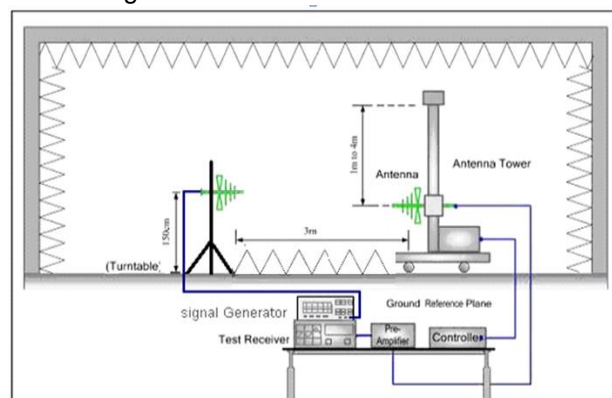 1m to 4m
Antenna Tower
Antenna
150cm
3m
(Turntable)
Ground Reference Plane
signal Generator
Test Receiver
Pre-
Amplifier
Controller